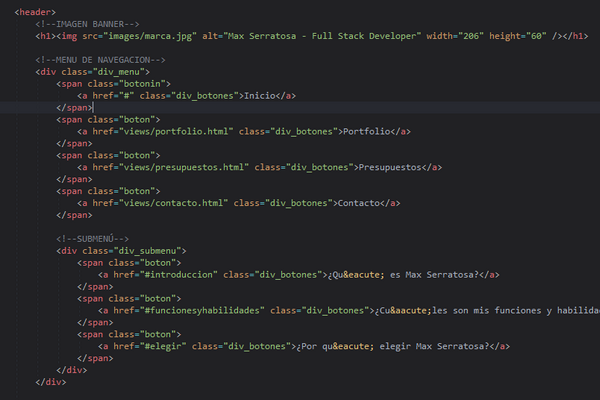 <header>
<!--IMAGEN BANNER-->
<h1><img src="images/marca.jpg" alt="Max Serratosa - Full Stack Developer" width="206" height="60" /></h1>
<!--MENU DE NAVEGACION-->
<div class="div_menu">
<span class="botonin">
<a href="#" class="div_botones">Inicio</a>
</span>
<span class="boton">
<a href="views/portfolio.html" class="div_botones">Portfolio</a>
</span>
<span class="boton">
<a href="views/presupuestos.html" class="div_botones">Presupuestos</a>
</span>
<span class="boton">
<a href="views/contacto.html" class="div_botones">Contacto</a>
</span>
<!--SUBMENÚ-->
<div class="div_submenu">
<span class="boton">
<a href="#introduccion" class="div_botones">¿Qu&eacute; es Max Serratosa?</a>
</span>
<span class="boton">
<a href="#funcionesyhabilidades" class="div_botones">¿Cu&aacute;les son mis funciones y habilida
</span>
<span class="boton">
<a href="#elegir" class="div_botones">¿Por qu&eacute; elegir Max Serratosa?</a>
</span>
</div>
</div>